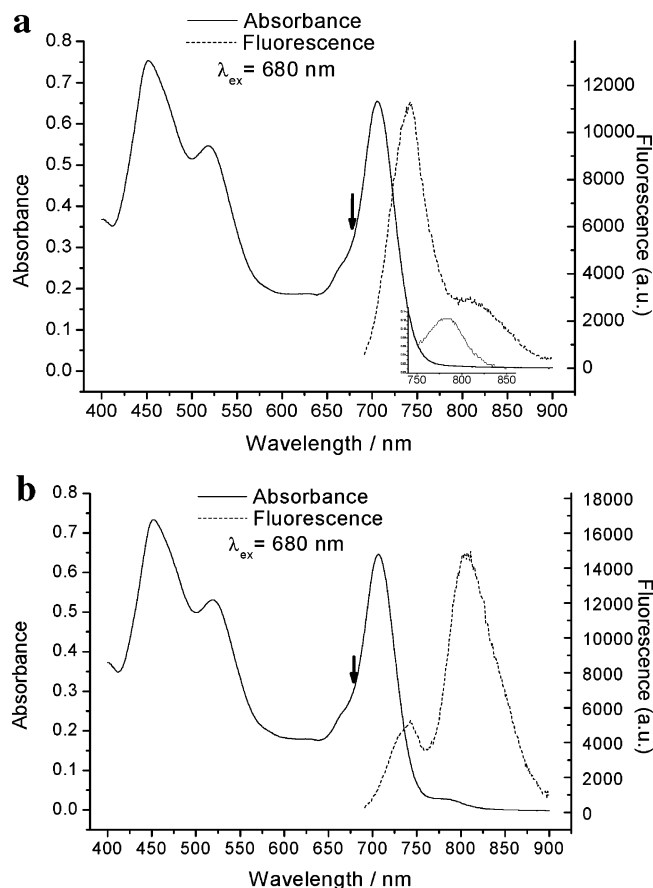 a
Absorbance
Fluorescence
λex = 680 nm
0.8
0.7
0.6
0.5
0.4
0.3
0.2
0.1
0.0
Absorbance
12000
10000
8000
6000
4000
2000
0
Fluorescence (a.u.)
750 800 850
400 450 500 550 600 650 700 750 800 850 900
Wavelength / nm
b
Absorbance
Fluorescence
λex = 680 nm
0.8
0.7
0.6
0.5
0.4
0.3
0.2
0.1
0.0
Absorbance
18000
16000
14000
12000
10000
8000
6000
4000
2000
0
Fluorescence (a.u.)
400 450 500 550 600 650 700 750 800 850 900
Wavelength / nm